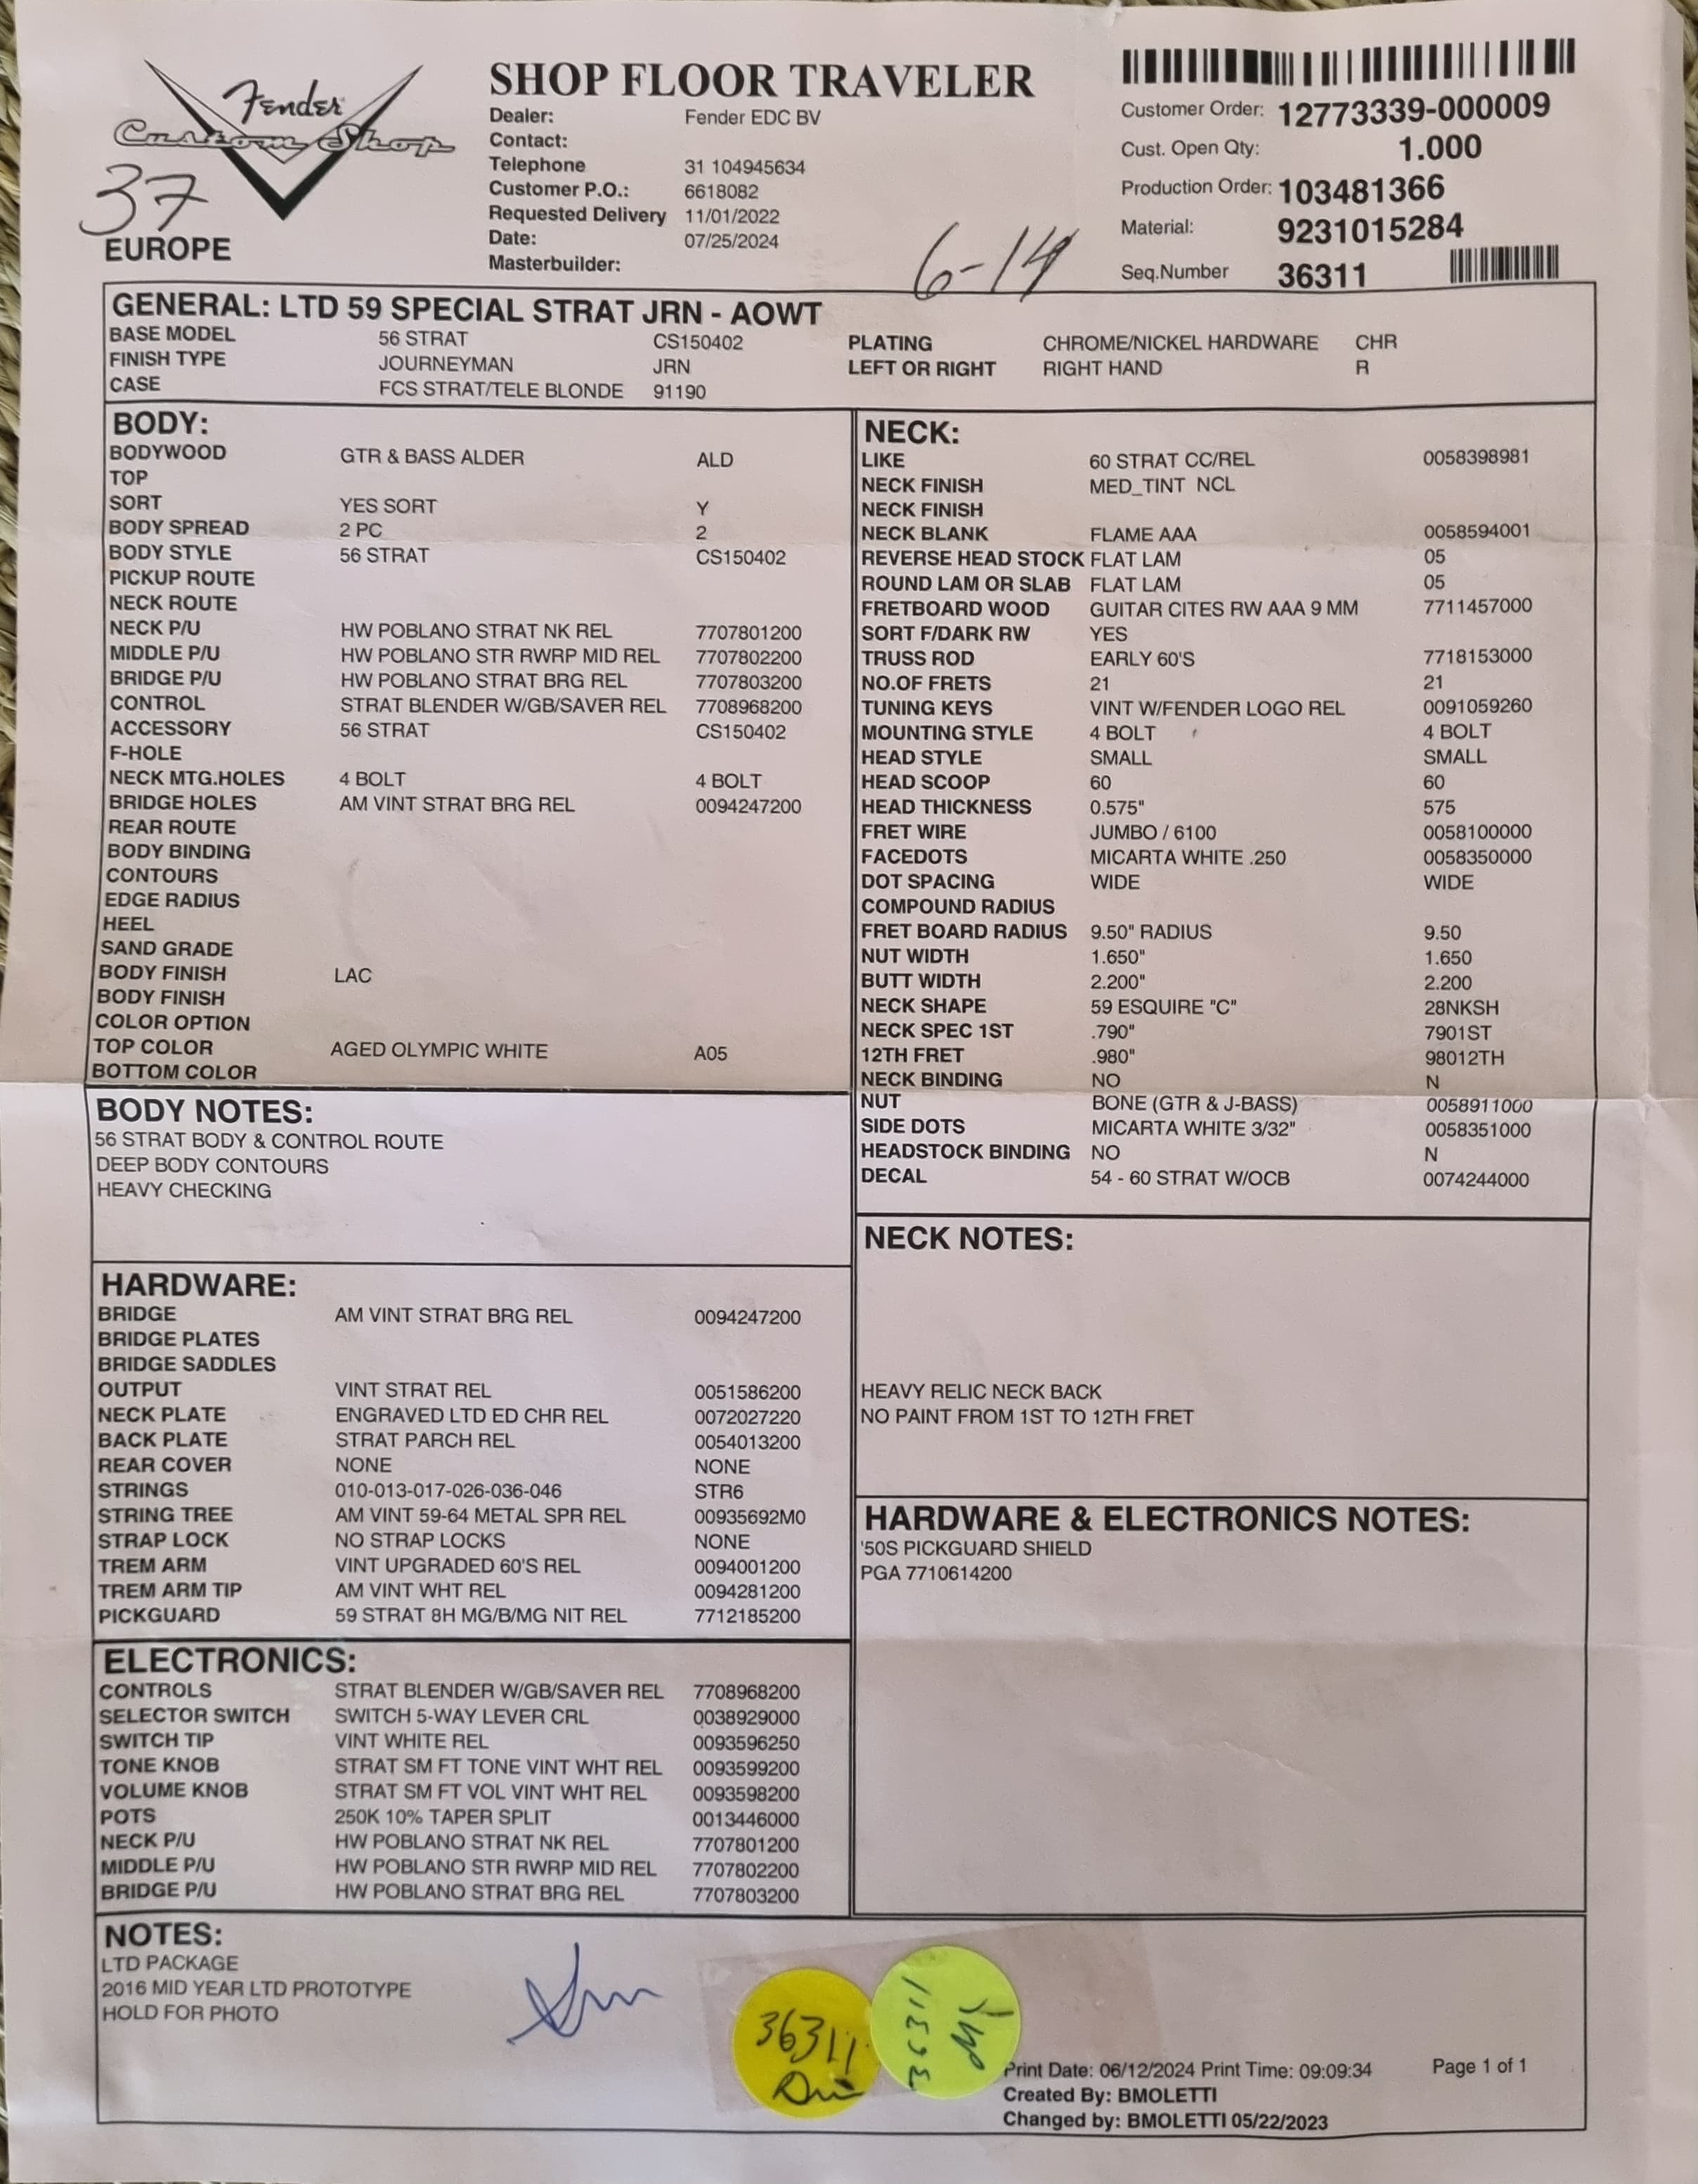 Fender
Custom Shop
37
EUROPE
SHOP FLOOR TRAVELER
Dealer: Fender EDC BV
Contact:
Telephone 31 104945634
Customer P.O.: 6618082
Requested Delivery 11/01/2022
Date: 07/25/2024
Masterbuilder:
6-14
Customer Order: 12773339-000009
Cust. Open Qty: 1.000
Production Order: 103481366
Material: 9231015284
Seq.Number 36311
GENERAL: LTD 59 SPECIAL STRAT JRN - AOWT
BASE MODEL 56 STRAT CS150402
FINISH TYPE JOURNEYMAN JRN
CASE FCS STRAT/TELE BLONDE 91190
PLATING CHROME/NICKEL HARDWARE CHR
LEFT OR RIGHT RIGHT HAND R
BODY:
BODYWOOD GTR & BASS ALDER ALD
TOP
SORT YES SORT Y
BODY SPREAD 2 PC 2
BODY STYLE 56 STRAT CS150402
PICKUP ROUTE
NECK ROUTE
NECK P/U HW POBLANO STRAT NK REL 7707801200
MIDDLE P/U HW POBLANO STR RWRP MID REL 7707802200
BRIDGE P/U HW POBLANO STRAT BRG REL 7707803200
CONTROL STRAT BLENDER W/GB/SAVER REL 7708968200
ACCESSORY 56 STRAT CS150402
F-HOLE
NECK MTG.HOLES 4 BOLT 4 BOLT
BRIDGE HOLES AM VINT STRAT BRG REL 0094247200
REAR ROUTE
BODY BINDING
CONTOURS
EDGE RADIUS
HEEL
SAND GRADE
BODY FINISH LAC
BODY FINISH
COLOR OPTION
TOP COLOR AGED OLYMPIC WHITE A05
BOTTOM COLOR
BODY NOTES:
56 STRAT BODY & CONTROL ROUTE
DEEP BODY CONTOURS
HEAVY CHECKING
HARDWARE:
BRIDGE AM VINT STRAT BRG REL 0094247200
BRIDGE PLATES
BRIDGE SADDLES
OUTPUT VINT STRAT REL 0051586200
NECK PLATE ENGRAVED LTD ED CHR REL 0072027220
BACK PLATE STRAT PARCH REL 0054013200
REAR COVER NONE NONE
STRINGS 010-013-017-026-036-046 STR6
STRING TREE AM VINT 59-64 METAL SPR REL 00935692M0
STRAP LOCK NO STRAP LOCKS NONE
TREM ARM VINT UPGRADED 60'S REL 0094001200
TREM ARM TIP AM VINT WHT REL 0094281200
PICKGUARD 59 STRAT 8H MG/B/MG NIT REL 7712185200
ELECTRONICS:
CONTROLS STRAT BLENDER W/GB/SAVER REL 7708968200
SELECTOR SWITCH SWITCH 5-WAY LEVER CRL 0038929000
SWITCH TIP VINT WHITE REL 0093596250
TONE KNOB STRAT SM FT TONE VINT WHT REL 0093599200
VOLUME KNOB STRAT SM FT VOL VINT WHT REL 0093598200
POTS 250K 10% TAPER SPLIT 0013446000
NECK P/U HW POBLANO STRAT NK REL 7707801200
MIDDLE P/U HW POBLANO STR RWRP MID REL 7707802200
BRIDGE P/U HW POBLANO STRAT BRG REL 7707803200
NECK:
LIKE 60 STRAT CC/REL 0058398981
NECK FINISH MED_TINT NCL
NECK FINISH
NECK BLANK FLAME AAA 0058594001
REVERSE HEAD STOCK FLAT LAM 05
ROUND LAM OR SLAB FLAT LAM 05
FRETBOARD WOOD GUITAR CITES RW AAA 9 MM 7711457000
SORT F/DARK RW YES
TRUSS ROD EARLY 60'S 7718153000
NO.OF FRETS 21 21
TUNING KEYS VINT W/FENDER LOGO REL 0091059260
MOUNTING STYLE 4 BOLT 4 BOLT
HEAD STYLE SMALL SMALL
HEAD SCOOP 60 60
HEAD THICKNESS 0.575" 575
FRET WIRE JUMBO / 6100 0058100000
FACEDOTS MICARTA WHITE .250 0058350000
DOT SPACING WIDE WIDE
COMPOUND RADIUS
FRET BOARD RADIUS 9.50" RADIUS 9.50
NUT WIDTH 1.650" 1.650
BUTT WIDTH 2.200" 2.200
NECK SHAPE 59 ESQUIRE "C" 28NKSH
NECK SPEC 1ST .790" 7901ST
12TH FRET .980" 98012TH
NECK BINDING NO N
NUT BONE (GTR & J-BASS) 0058911000
SIDE DOTS MICARTA WHITE 3/32" 0058351000
HEADSTOCK BINDING NO N
DECAL 54 - 60 STRAT W/OCB 0074244000
NECK NOTES:
HEAVY RELIC NECK BACK
NO PAINT FROM 1ST TO 12TH FRET
HARDWARE & ELECTRONICS NOTES:
'50S PICKGUARD SHIELD
PGA 7710614200
NOTES:
LTD PACKAGE
2016 MID YEAR LTD PROTOTYPE
HOLD FOR PHOTO
36311
36311
Print Date: 06/12/2024 Print Time: 09:09:34 Page 1 of 1
Created By: BMOLETTI
Changed by: BMOLETTI 05/22/2023